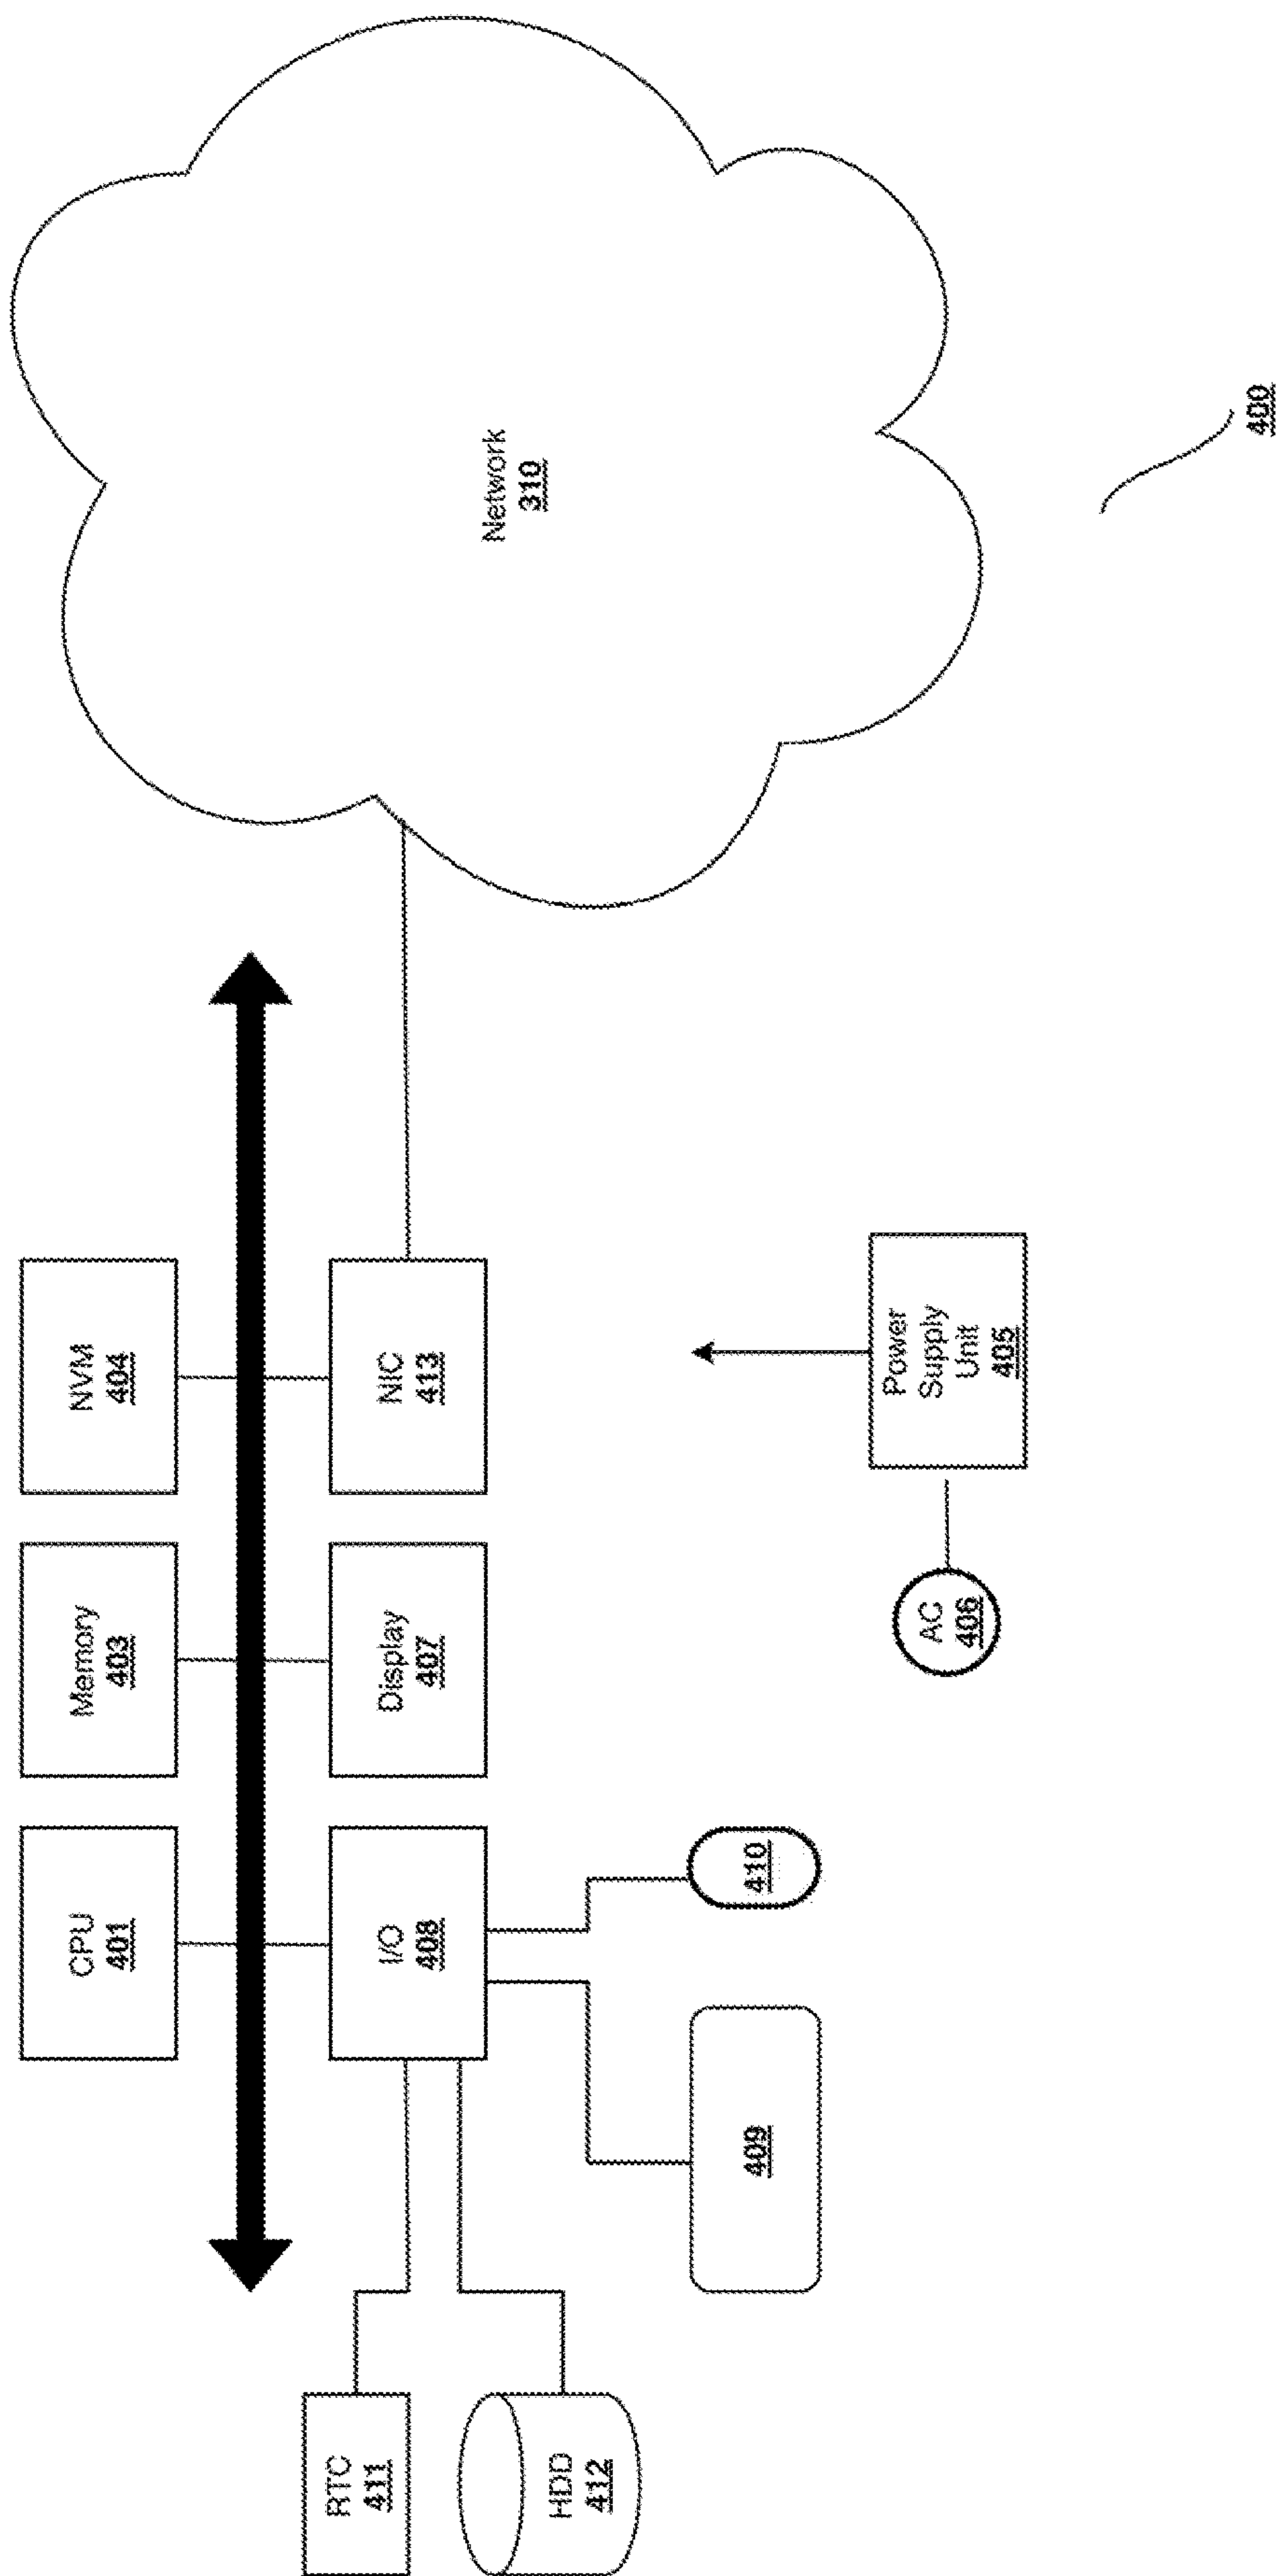 CPU
401
Memory
403
NVM
404
RTC
411
I/O
408
Display
407
NIC
413
Network
310
HDD
412
409
410
AC
406
Power
Supply
Unit
405
400